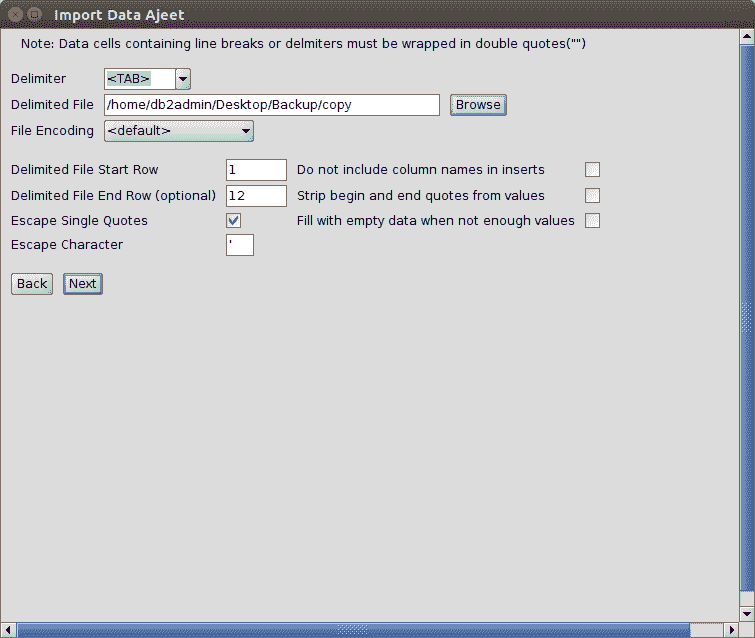 Import Data Ajeet
Note: Data cells containing line breaks or delmiters must be wrapped in double quotes("")
Delimiter <TAB>
Delimited File /home/db2admin/Desktop/Backup/copy Browse
File Encoding <default>
Delimited File Start Row 1 Do not include column names in inserts
Delimited File End Row (optional) 12 Strip begin and end quotes from values
Escape Single Quotes Fill with empty data when not enough values
Escape Character '
Back Next